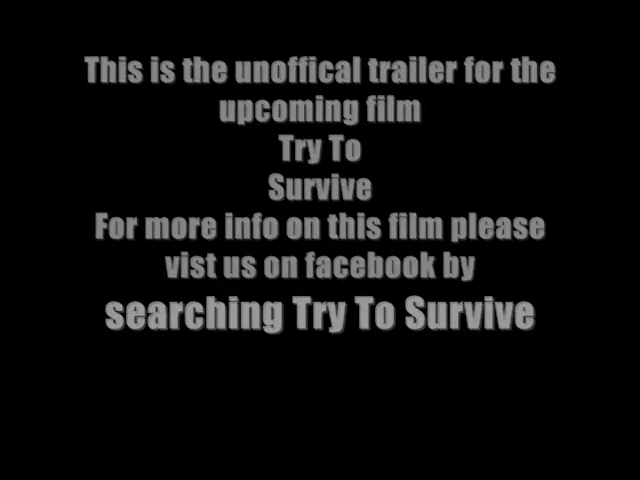 This is the unoffical trailer for the
upcoming film
Try To
Survive
For more info on this film please
vist us on facebook by
searching Try To Survive